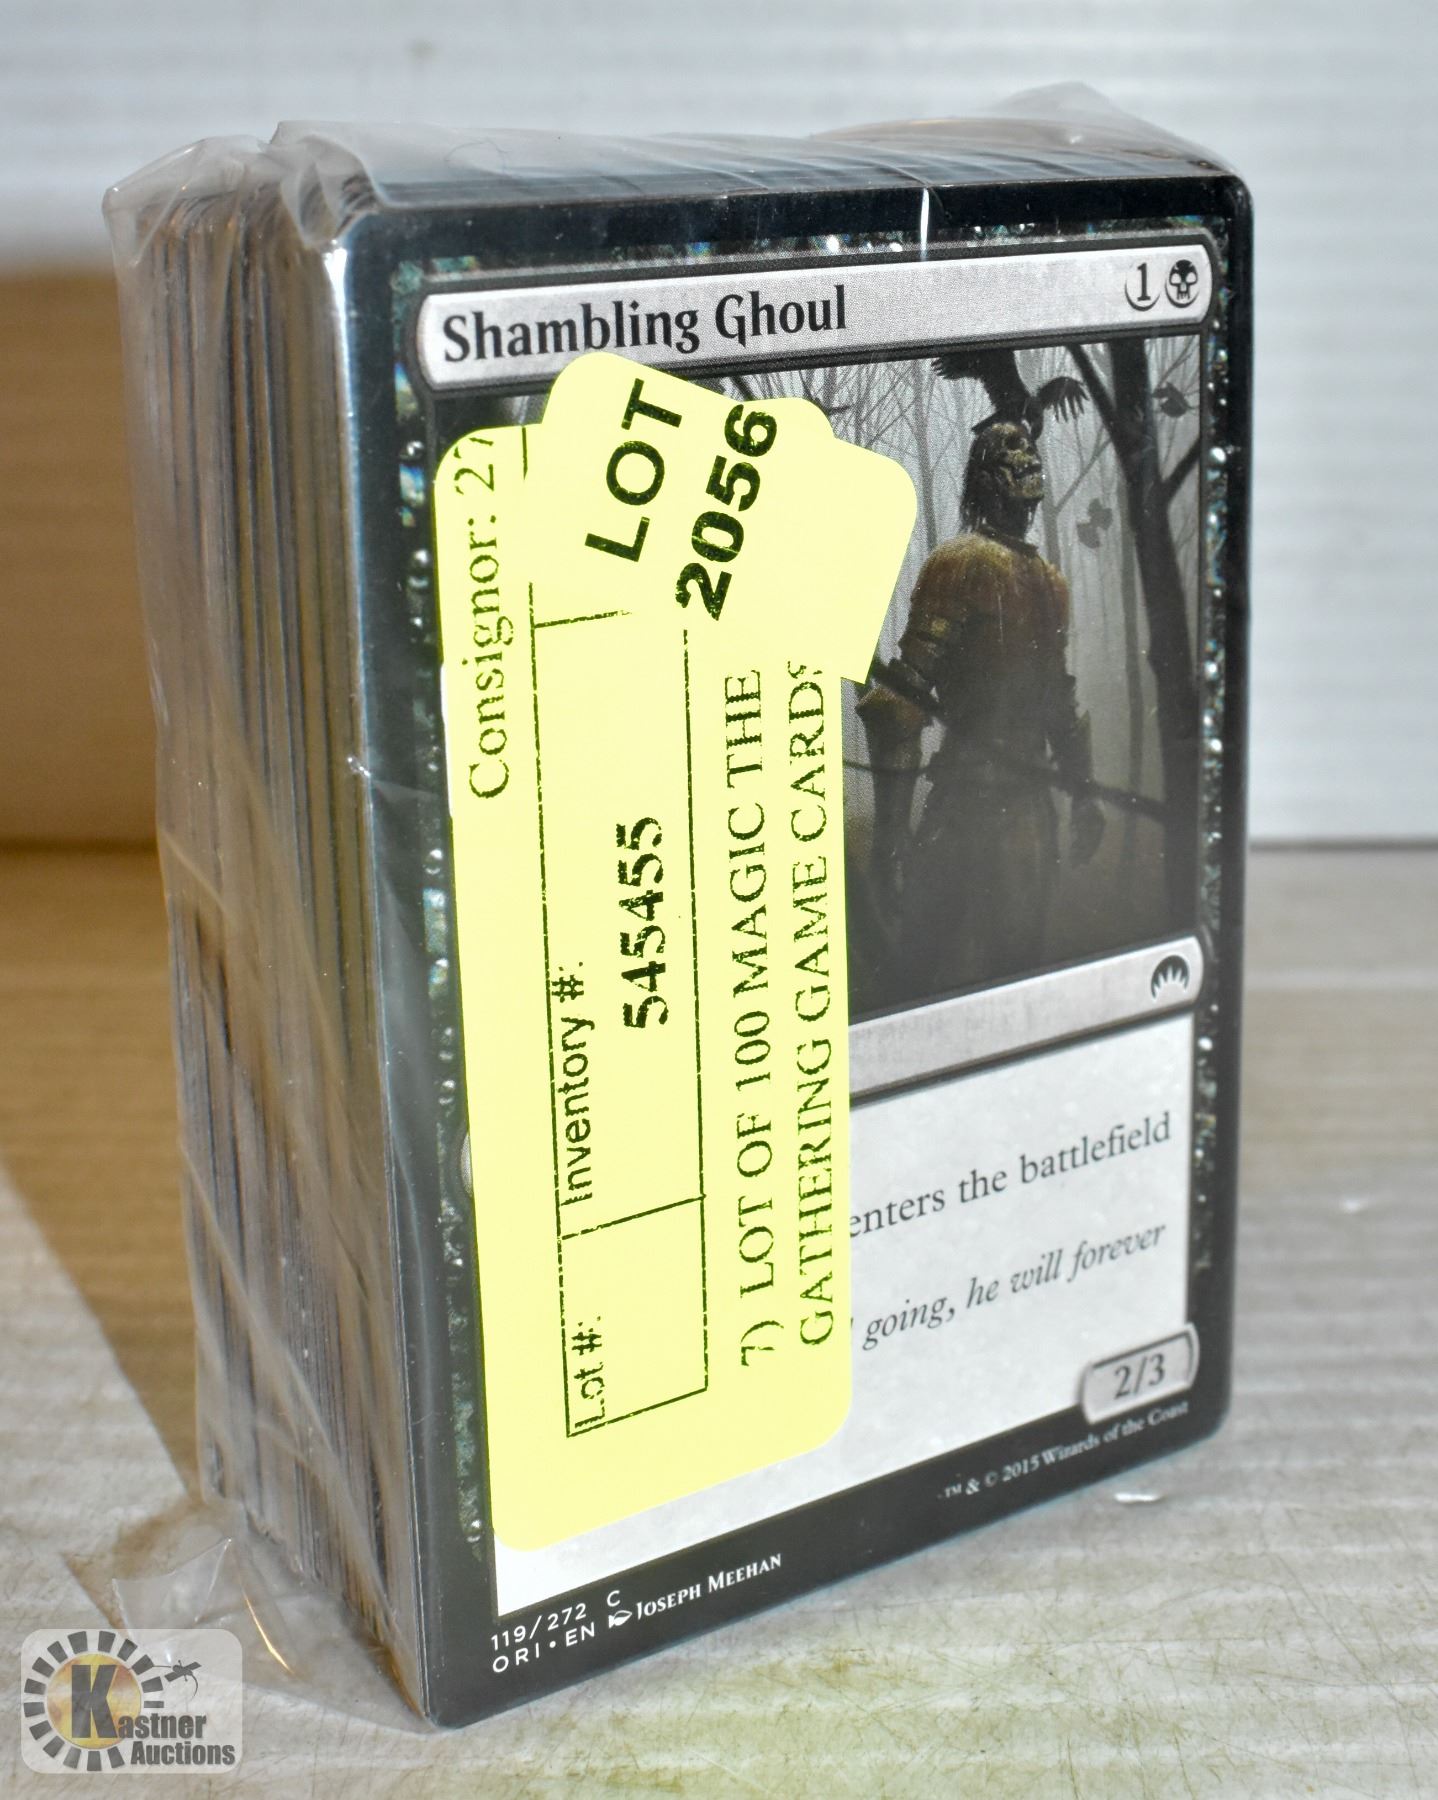 Shambling Ghoul
1
LOT
2056
Consignor: 27
Lot #:
Inventory #:
54455
7) LOT OF 100 MAGIC THE
GATHERING GAME CARDS
enters the battlefield
going, he will forever
2/3
™ & © 2015 Wizards of the Coast
119/272 C
ORI • EN JOSEPH MEEHAN
Kastner
Auctions